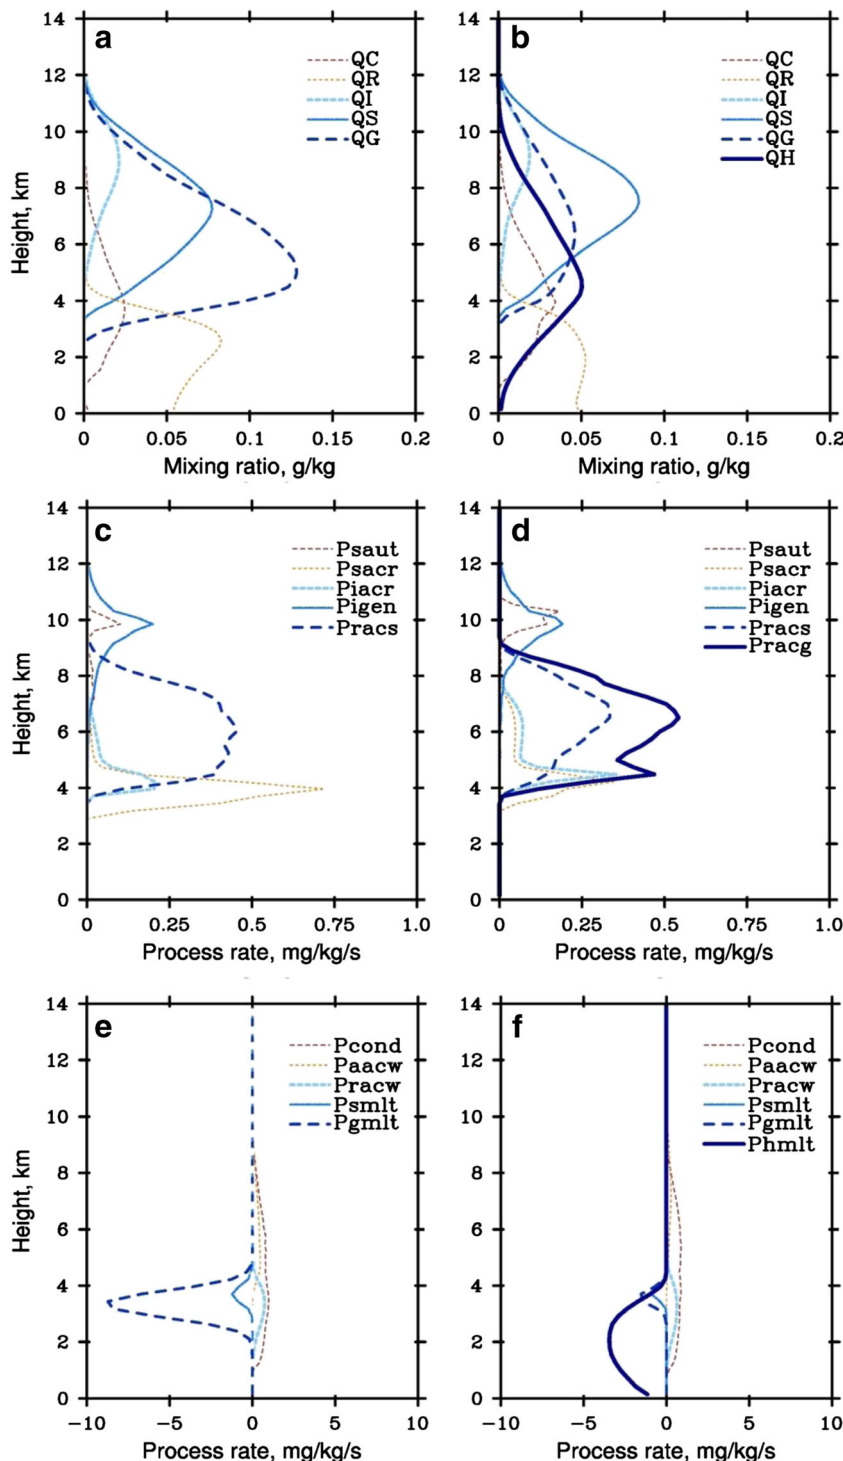 a
QC
QR
QI
QS
QG
14
12
10
8
6
4
2
0
Height, km
0 0.05 0.1 0.15 0.2
Mixing ratio, g/kg
b
QC
QR
QI
QS
QG
QH
14
12
10
8
6
4
2
0
0 0.05 0.1 0.15 0.2
Mixing ratio, g/kg
c
Psaut
Psacr
Piacr
Pigen
Pracs
14
12
10
8
6
4
2
0
Height, km
0 0.25 0.5 0.75 1.0
Process rate, mg/kg/s
d
Psaut
Psacr
Piacr
Pigen
Pracs
Pracg
14
12
10
8
6
4
2
0
0 0.25 0.5 0.75 1.0
Process rate, mg/kg/s
e
Pcond
Paacw
Pracw
Psmlt
Pgmlt
14
12
10
8
6
4
2
0
Height, km
−10 −5 0 5 10
Process rate, mg/kg/s
f
Pcond
Paacw
Pracw
Psmlt
Pgmlt
Phmlt
14
12
10
8
6
4
2
0
−10 −5 0 5 10
Process rate, mg/kg/s